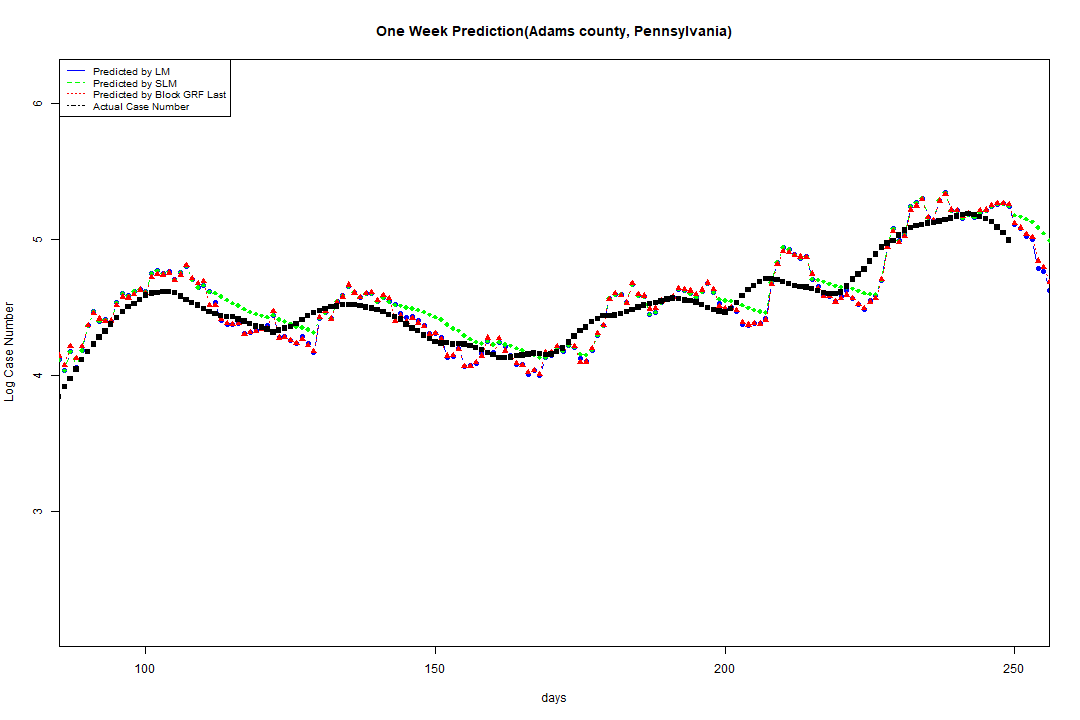 One Week Prediction(Adams county, Pennsylvania)
Predicted by LM
Predicted by SLM
Predicted by Block GRF Last
Actual Case Number
6
5
4
3
Log Case Number
100 150 200 250
days